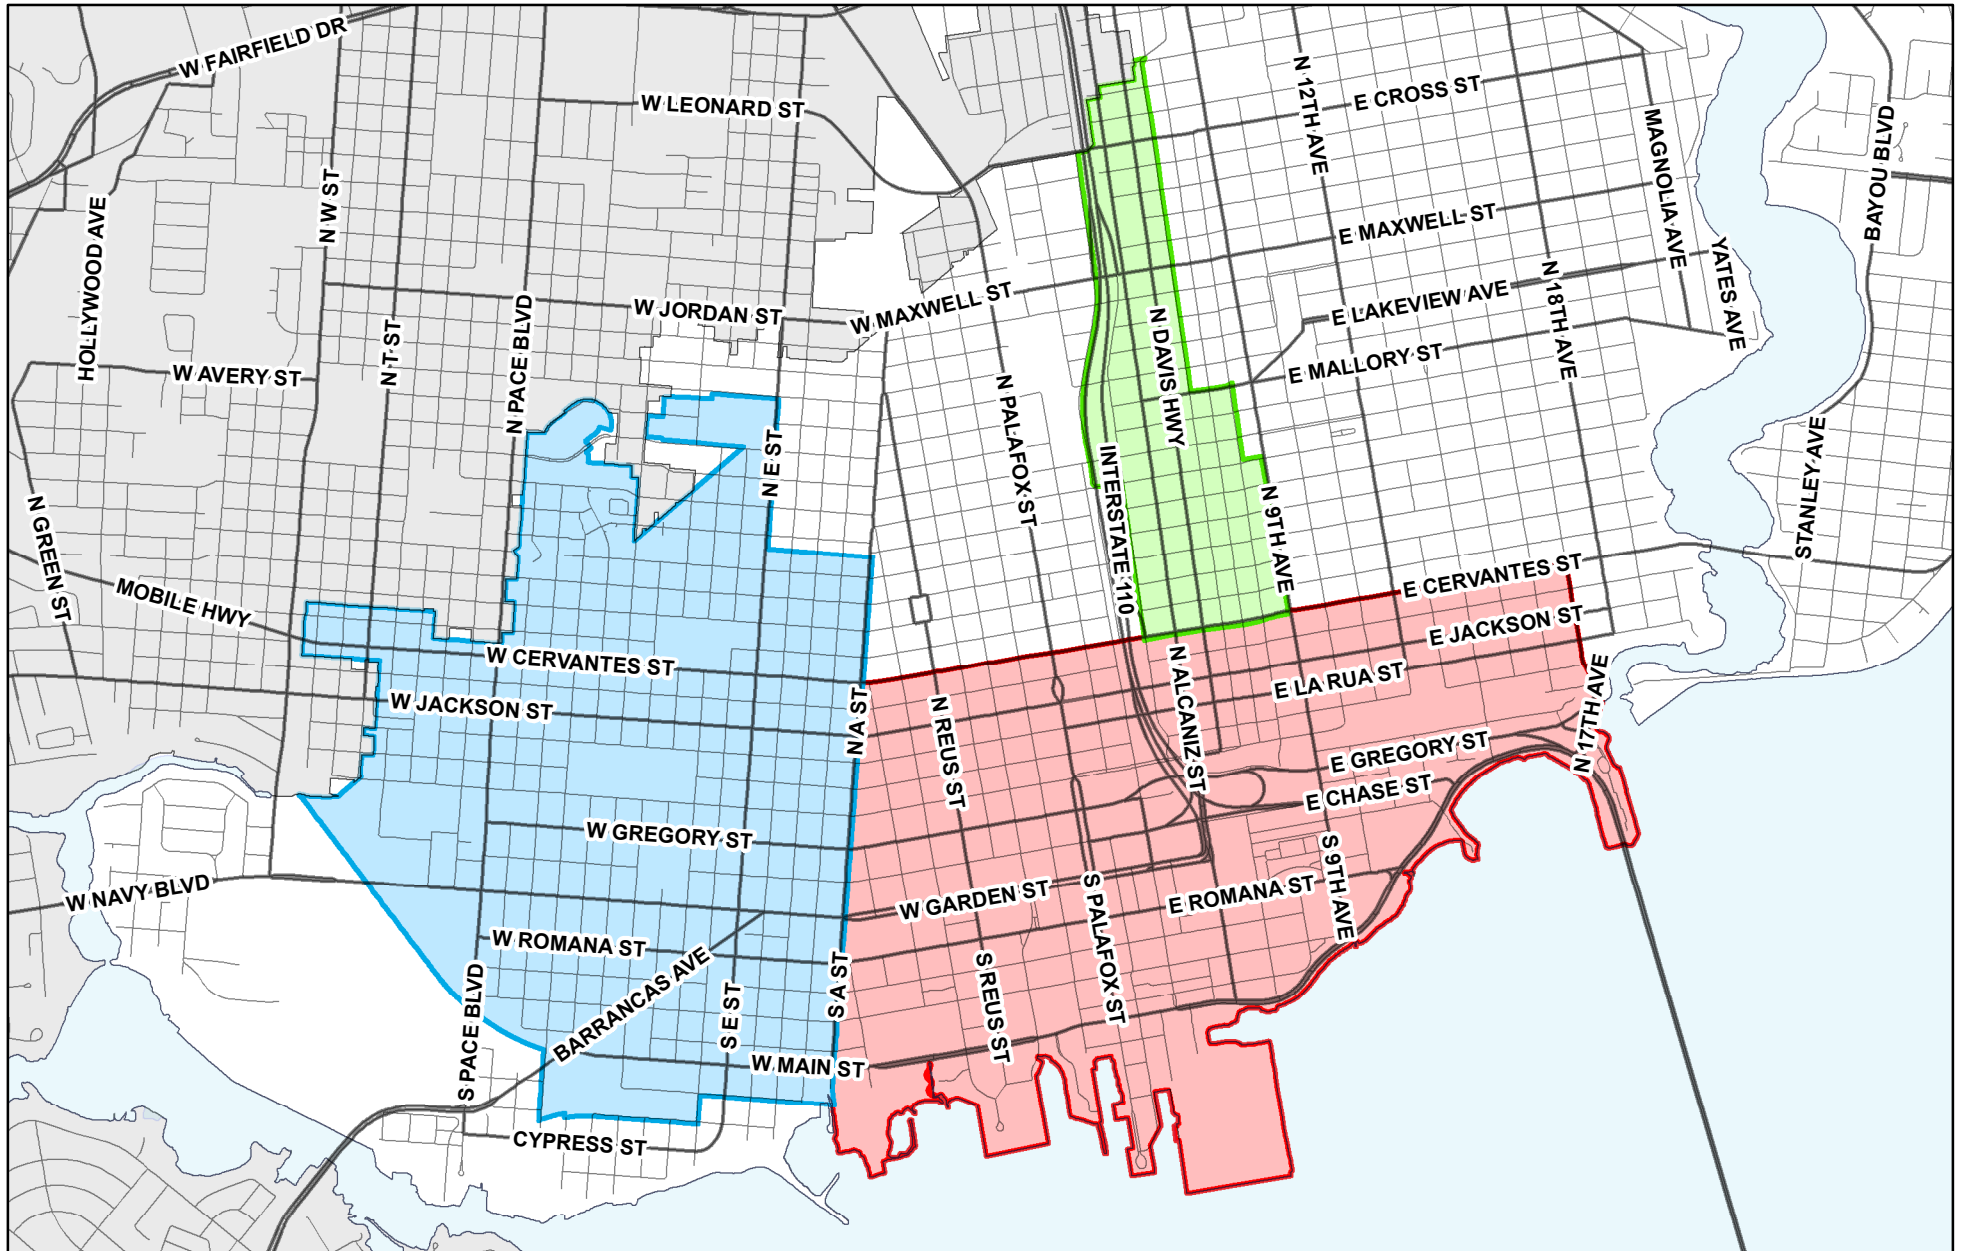 W FAIRFIELD DR
W LEONARD ST
N 12TH AVE
E CROSS ST
MAGNOLIA AVE
BAYOU BLVD
HOLLYWOOD AVE
N W ST
E MAXWELL ST
YATES AVE
N T ST
N PACE BLVD
W JORDAN ST
W MAXWELL ST
N DAVIS HWY
E LAKEVIEW AVE
N 18TH AVE
W AVERY ST
E MALLORY ST
N PALAFOX ST
N E ST
INTERSTATE 110
N 9TH AVE
STANLEY AVE
N GREEN ST
MOBILE HWY
E CERVANTES ST
E JACKSON ST
W CERVANTES ST
W JACKSON ST
N A ST
N REUS ST
N ALCANIZ ST
E LA RUA ST
N 17TH AVE
E GREGORY ST
E CHASE ST
W GREGORY ST
S 9TH AVE
W NAVY BLVD
W GARDEN ST
S PALAFOX ST
E ROMANA ST
W ROMANA ST
BARRANCAS AVE
S PACE BLVD
S E ST
S A ST
S REUS ST
W MAIN ST
CYPRESS ST